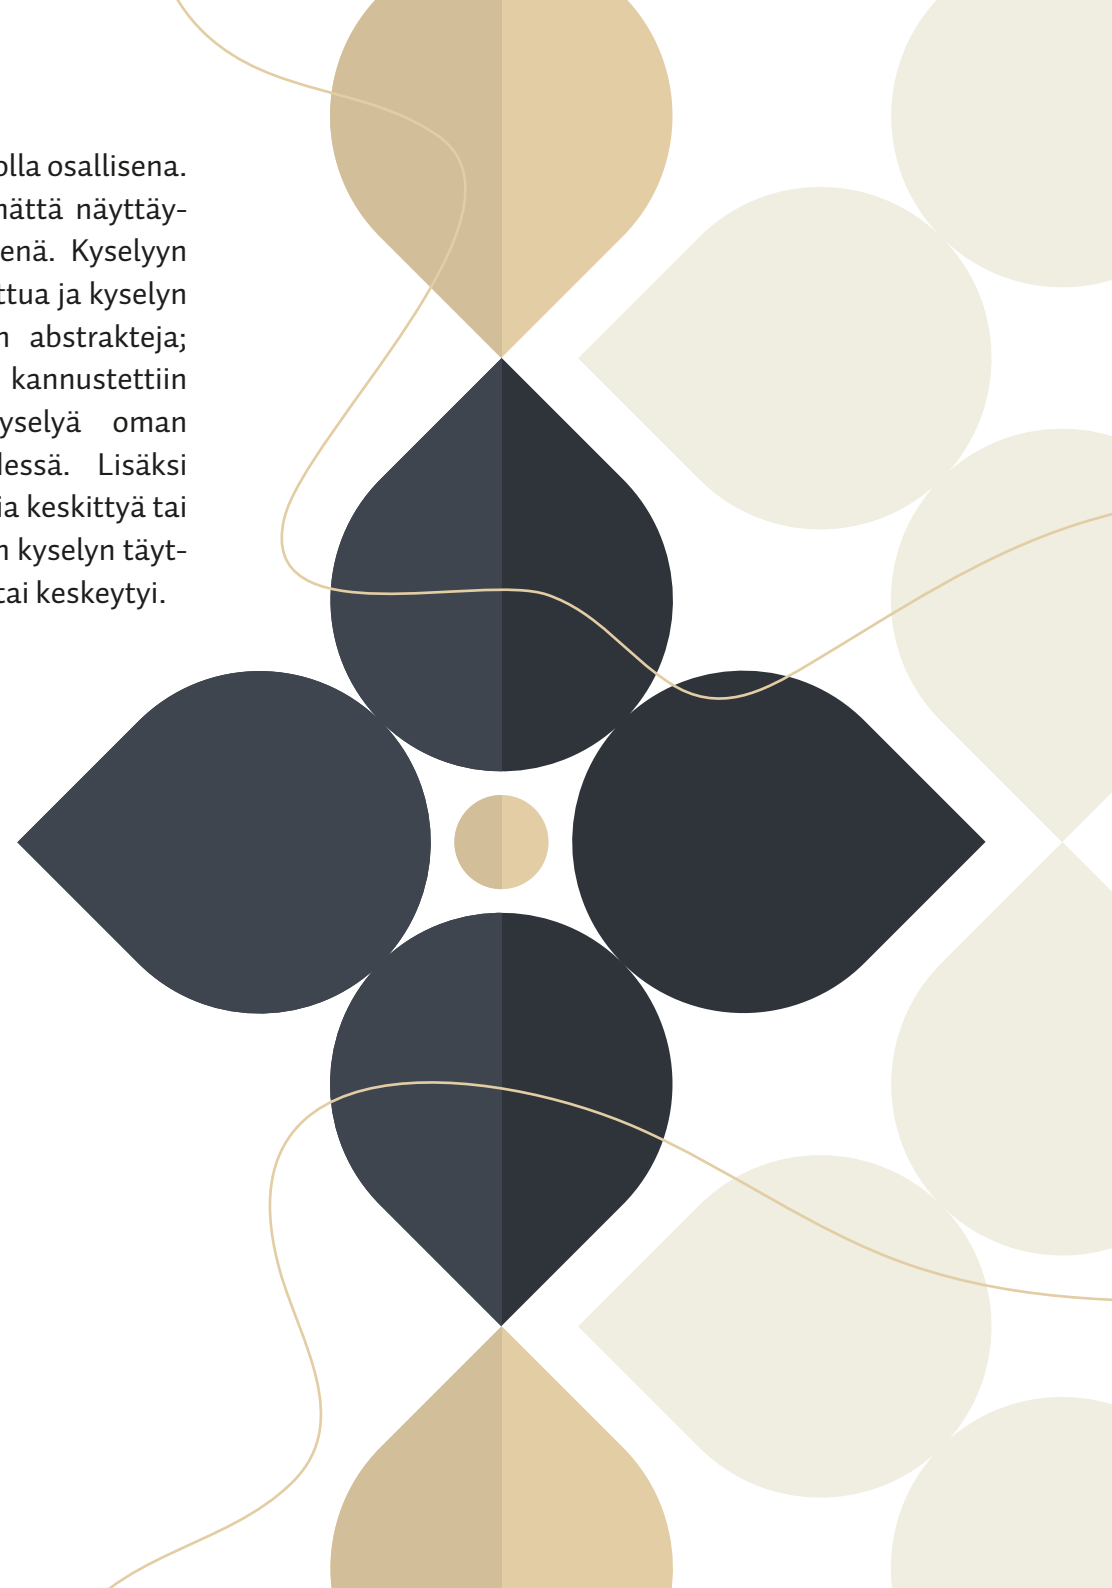 olla osallisena.
nättä näyttäy-
enä. Kyselyyn
ttua ja kyselyn
n abstrakteja;
kannustettiin
yselyä oman
dessä. Lisäksi
ia keskittyä tai
n kyselyn täyt-
tai keskeytyi.